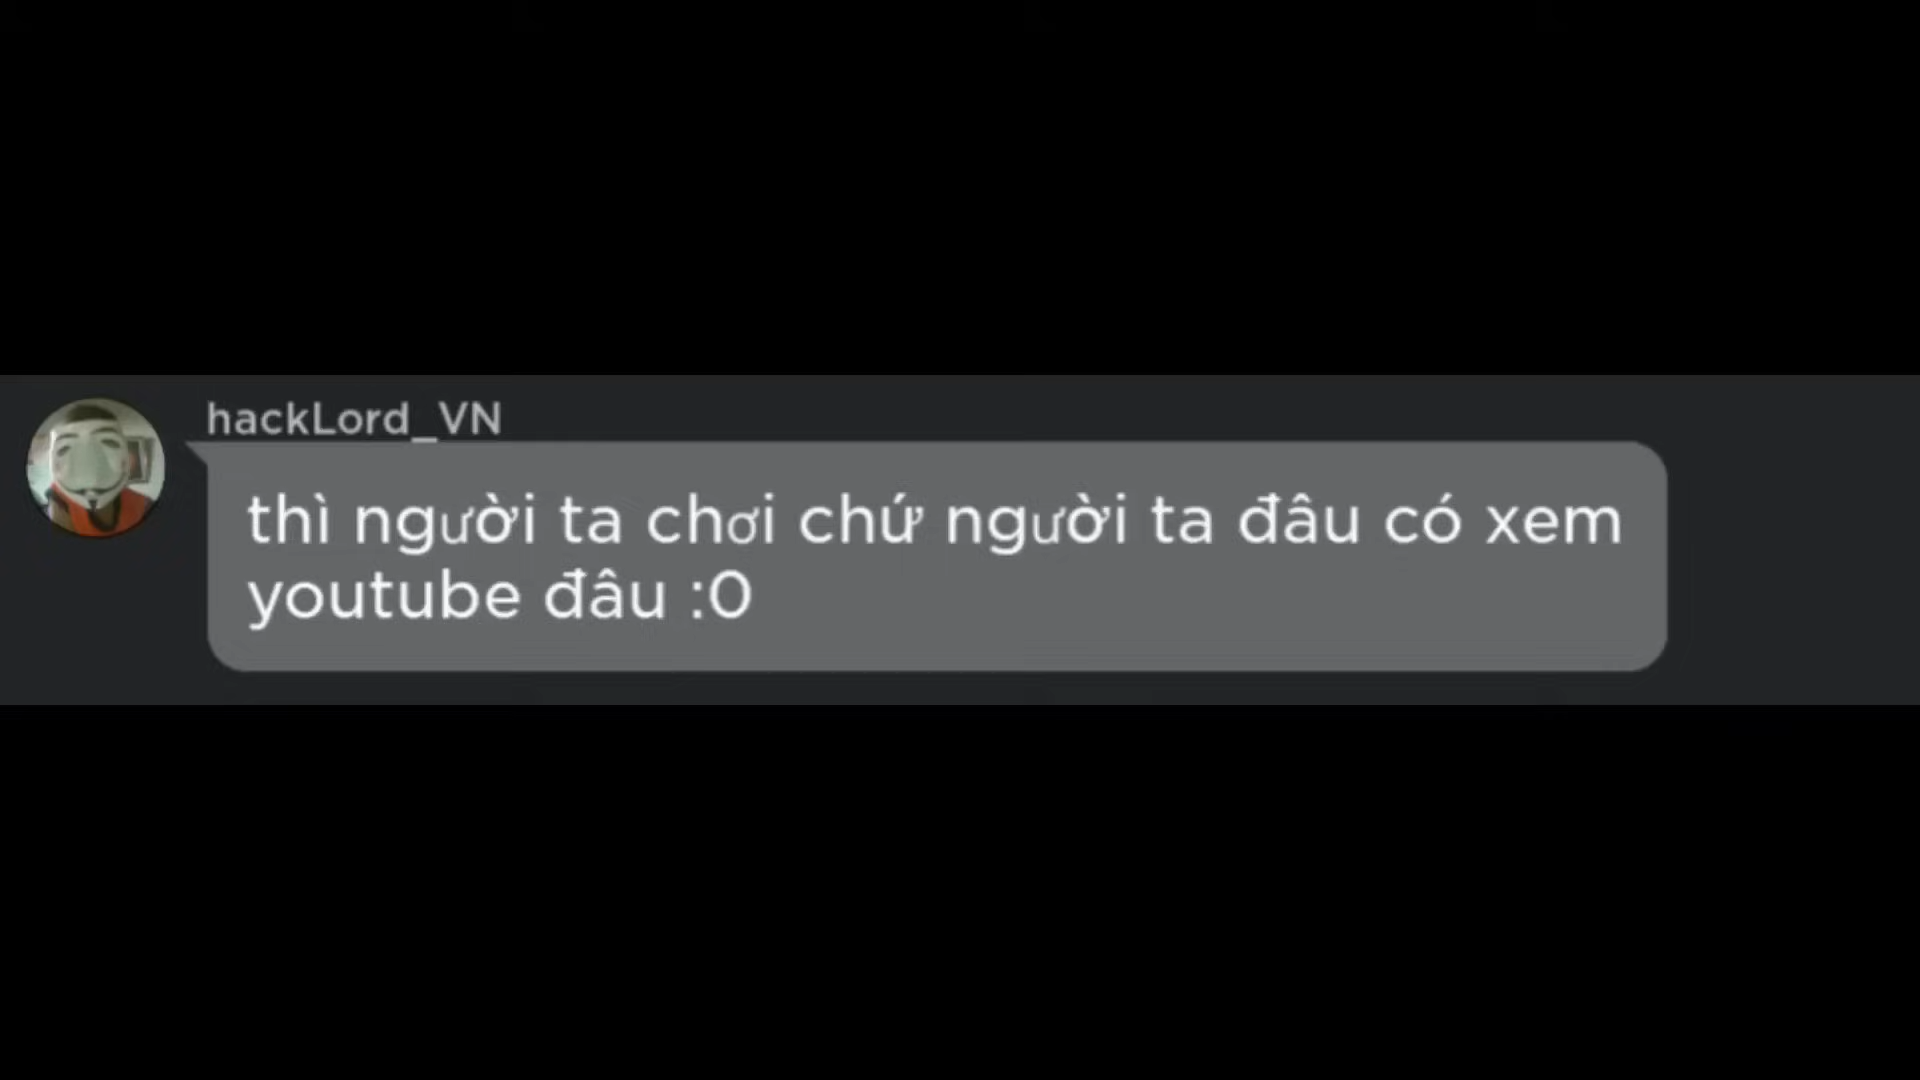 hackLord_VN
thì người ta chơi chứ người ta đâu có xem
youtube đâu :0